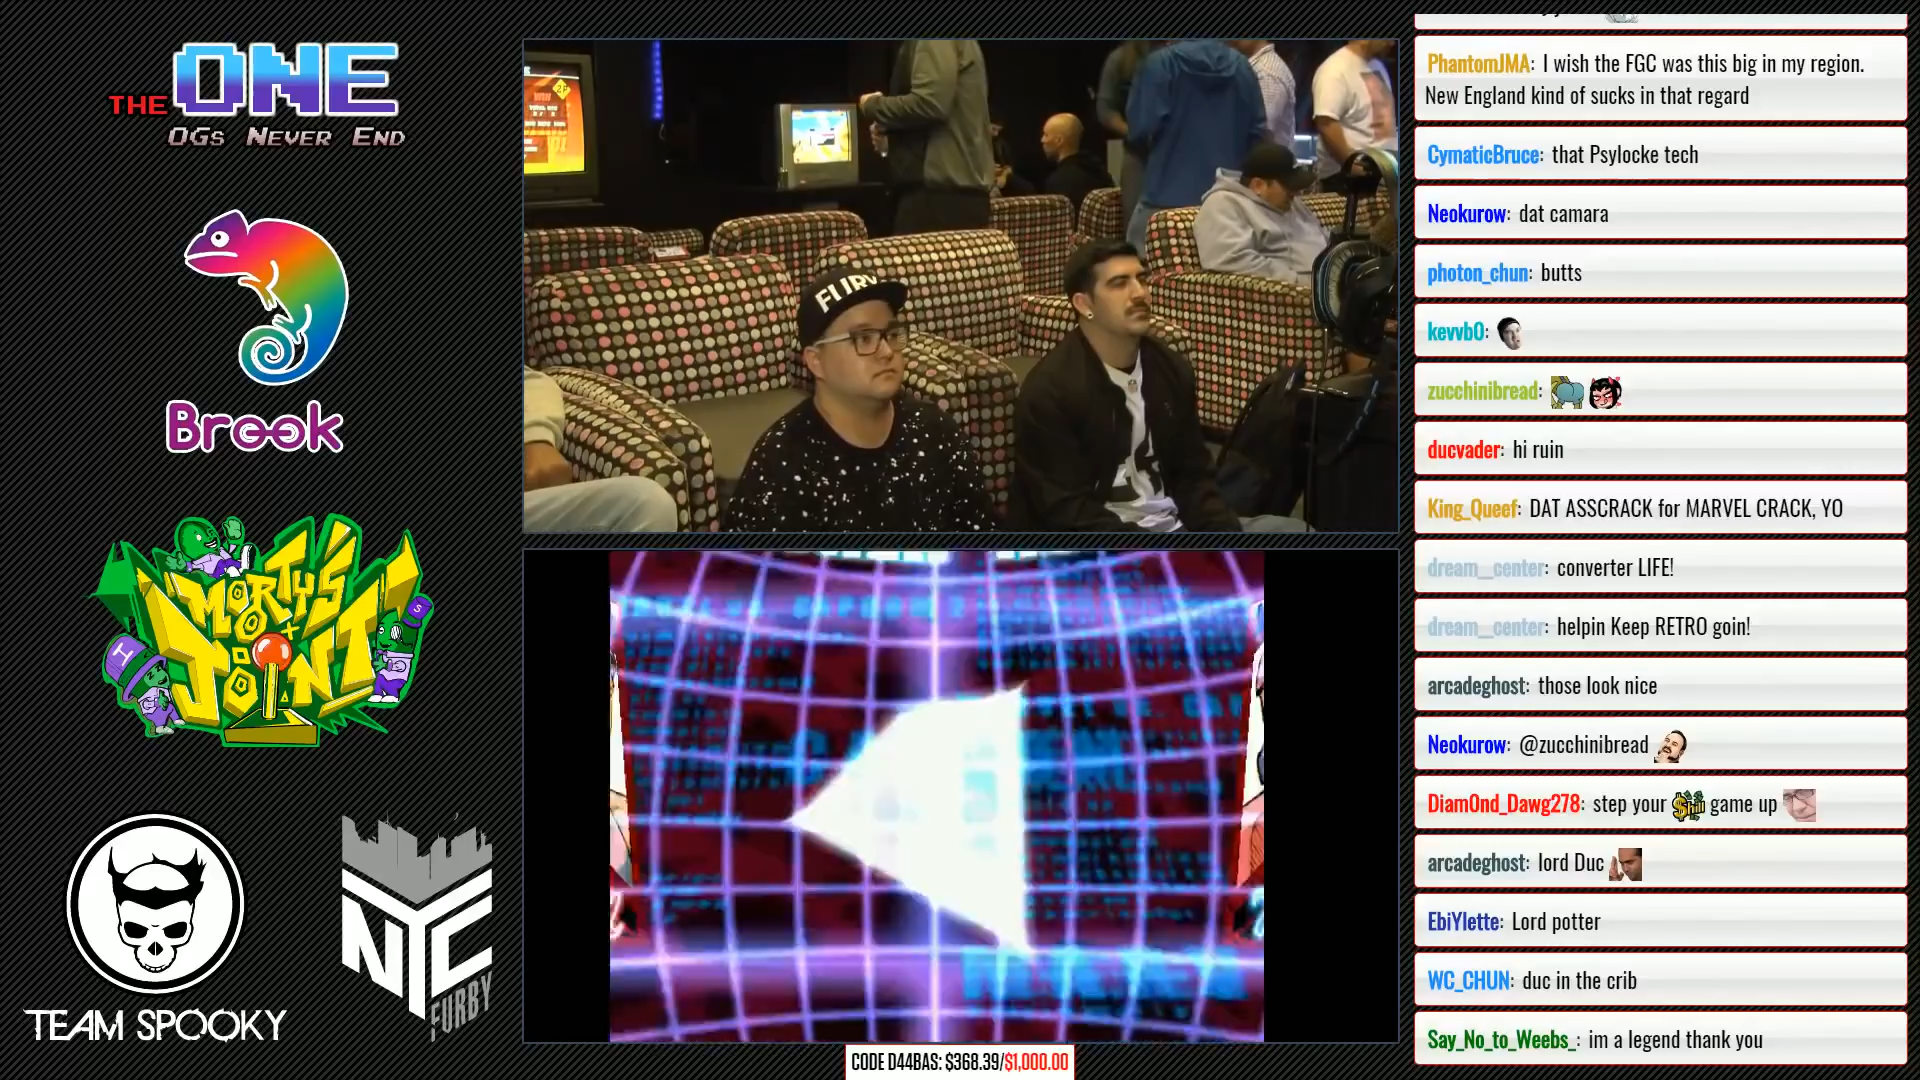 THE ONE
OGs Never End
Brook
MORTY'S
JOINT
TEAM SPOOKY
NYC
FURBY
FURY
PhantomJMA: I wish the FGC was this big in my region.
New England kind of sucks in that regard
CymaticBruce: that Psylocke tech
Neokurow: dat camara
photon_chun: butts
kevvb0:
zucchinibread:
ducvader: hi ruin
King_Queef: DAT ASSCRACK for MARVEL CRACK, YO
dream__center: converter LIFE!
dream__center: helpin Keep RETRO goin!
arcadeghost: those look nice
Neokurow: @zucchinibread
Diam0nd_Dawg278: step your $hill game up
arcadeghost: lord Duc
EbiYlette: Lord potter
WC_CHUN: duc in the crib
Say_No_to_Weebs_: im a legend thank you
CODE D44BAS: $368.39/$1,000.00